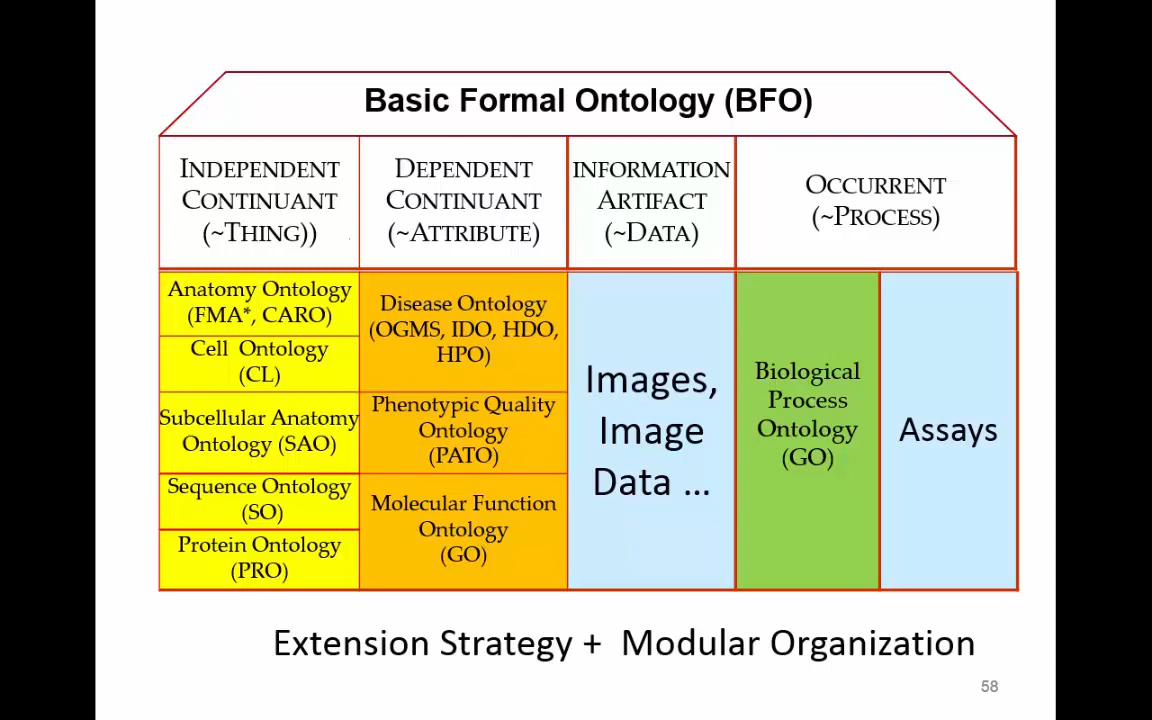 Basic Formal Ontology (BFO)
INDEPENDENT
CONTINUANT
(~THING))
DEPENDENT
CONTINUANT
(~ATTRIBUTE)
INFORMATION
ARTIFACT
(~DATA)
OCCURRENT
(~PROCESS)
Anatomy Ontology
(FMA*, CARO)
Cell Ontology
(CL)
Subcellular Anatomy
Ontology (SAO)
Sequence Ontology
(SO)
Protein Ontology
(PRO)
Disease Ontology
(OGMS, IDO, HDO,
HPO)
Phenotypic Quality
Ontology
(PATO)
Molecular Function
Ontology
(GO)
Images,
Image
Data ...
Biological
Process
Ontology
(GO)
Assays
Extension Strategy + Modular Organization
58